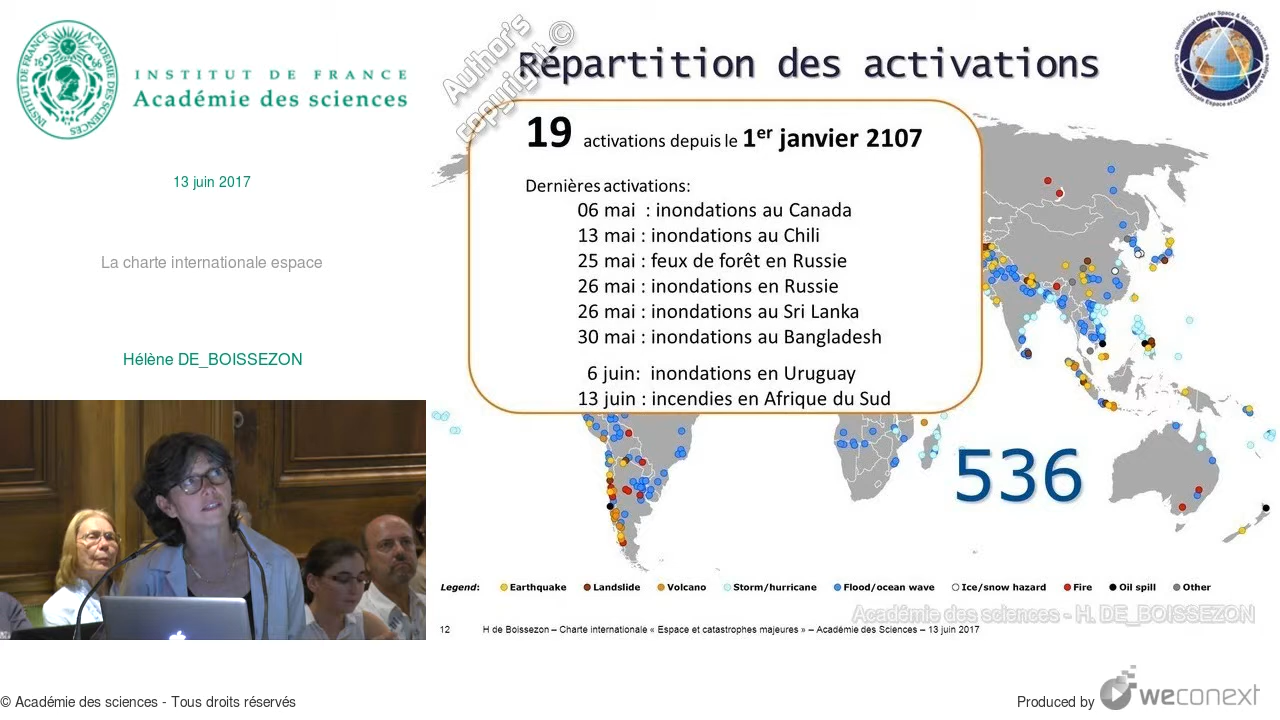 INSTITUT DE FRANCE
Académie des sciences
13 juin 2017
La charte internationale espace
Hélène DE_BOISSEZON
Author's
copyright ©
Répartition des activations
19 activations depuis le 1er janvier 2107
Dernières activations:
06 mai : inondations au Canada
13 mai : inondations au Chili
25 mai : feux de forêt en Russie
26 mai : inondations en Russie
26 mai : inondations au Sri Lanka
30 mai : inondations au Bangladesh
6 juin: inondations en Uruguay
13 juin : incendies en Afrique du Sud
536
Legend: Earthquake Landslide Volcano Storm/hurricane Flood/ocean wave Ice/snow hazard Fire Oil spill Other
Académie des sciences - H. DE_BOISSEZON
12 H de Boissezon – Charte internationale « Espace et catastrophes majeures » – Académie des Sciences – 13 juin 2017
© Académie des sciences - Tous droits réservés
Produced by weconext